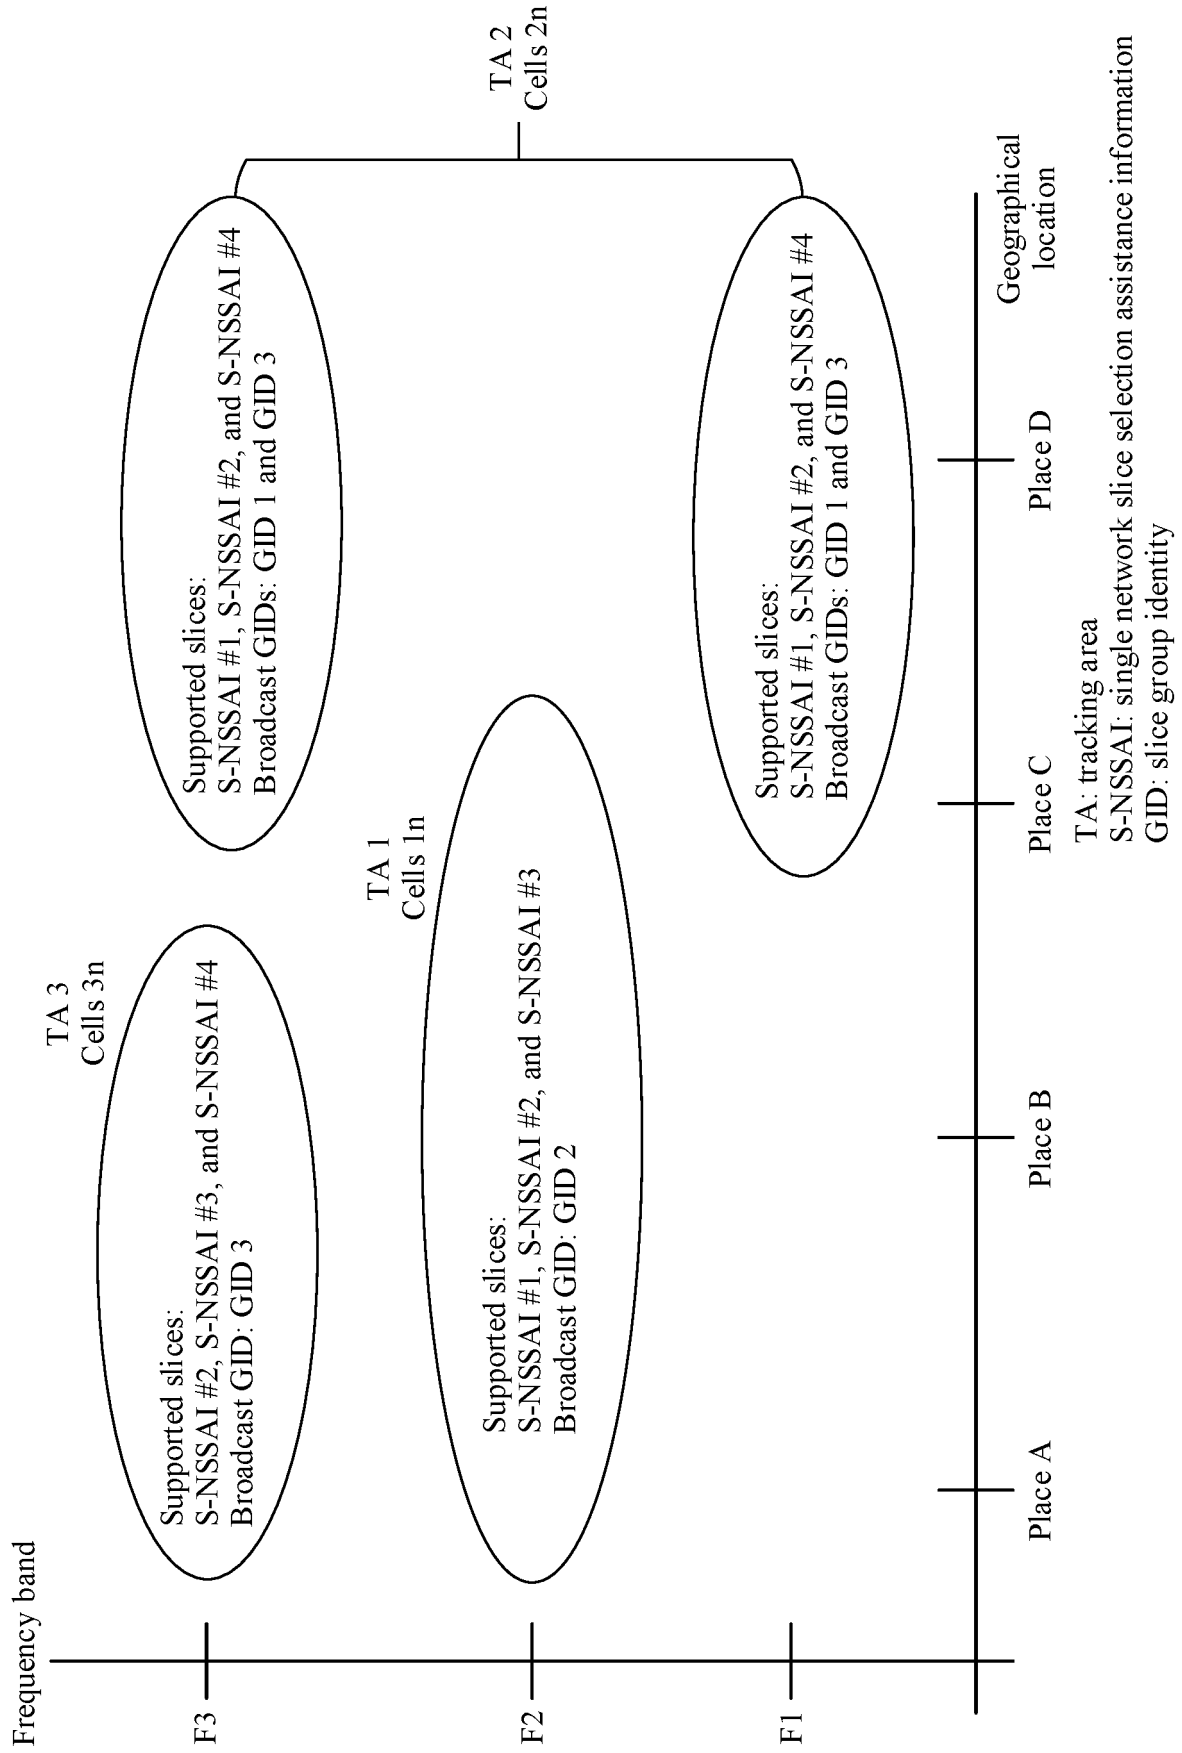 Frequency band
F3
F2
F1
TA 3
Cells 3n
Supported slices:
S-NSSAI #2, S-NSSAI #3, and S-NSSAI #4
Broadcast GID: GID 3
Supported slices:
S-NSSAI #1, S-NSSAI #2, and S-NSSAI #4
Broadcast GIDs: GID 1 and GID 3
TA 1
Cells 1n
Supported slices:
S-NSSAI #1, S-NSSAI #2, and S-NSSAI #3
Broadcast GID: GID 2
TA 2
Cells 2n
Supported slices:
S-NSSAI #1, S-NSSAI #2, and S-NSSAI #4
Broadcast GIDs: GID 1 and GID 3
Geographical
location
Place A
Place B
Place C
Place D
TA: tracking area
S-NSSAI: single network slice selection assistance information
GID: slice group identity